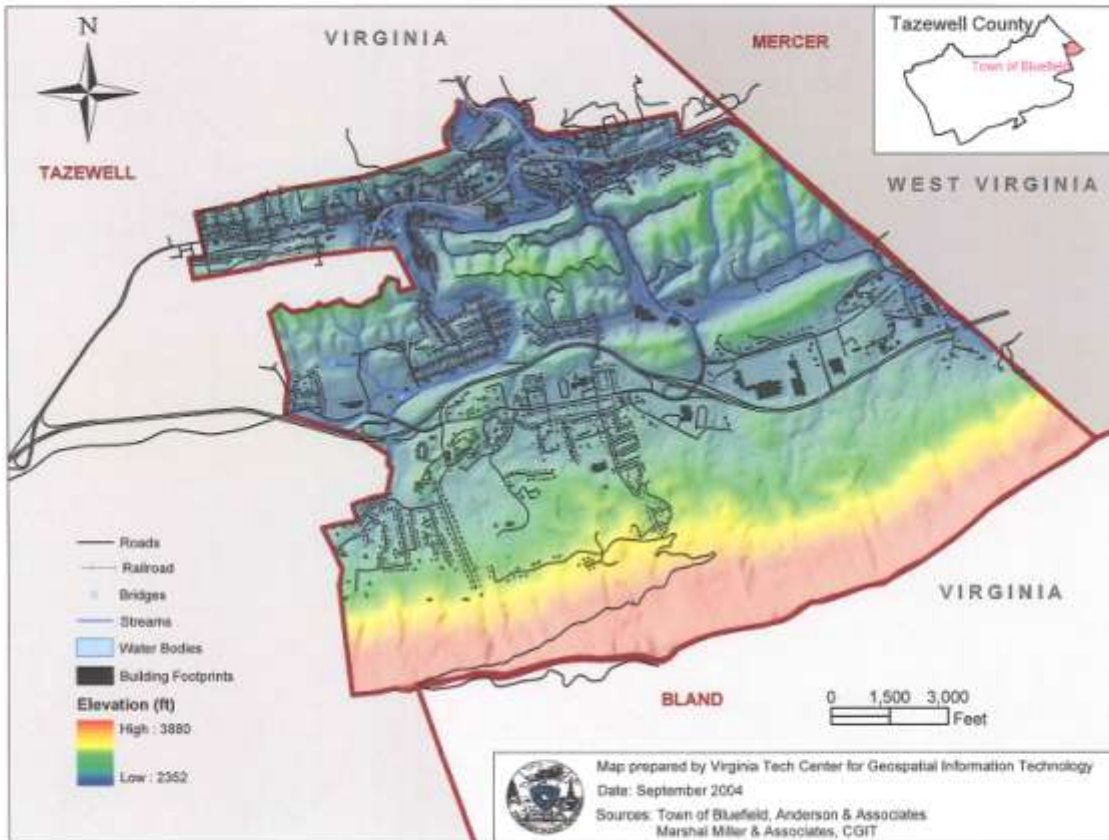 N
VIRGINIA
MERCER
Tazewell County
Town of Bluefield
TAZEWELL
WEST VIRGINIA
Roads
Railroad
Bridges
Streams
Water Bodies
Building Footprints
Elevation (ft)
High : 3880
Low : 2352
VIRGINIA
BLAND
0 1,500 3,000
Feet
Map prepared by Virginia Tech Center for Geospatial Information Technology
Date: September 2004
Sources: Town of Bluefield, Anderson & Associates
Marshal Miller & Associates, CGIT